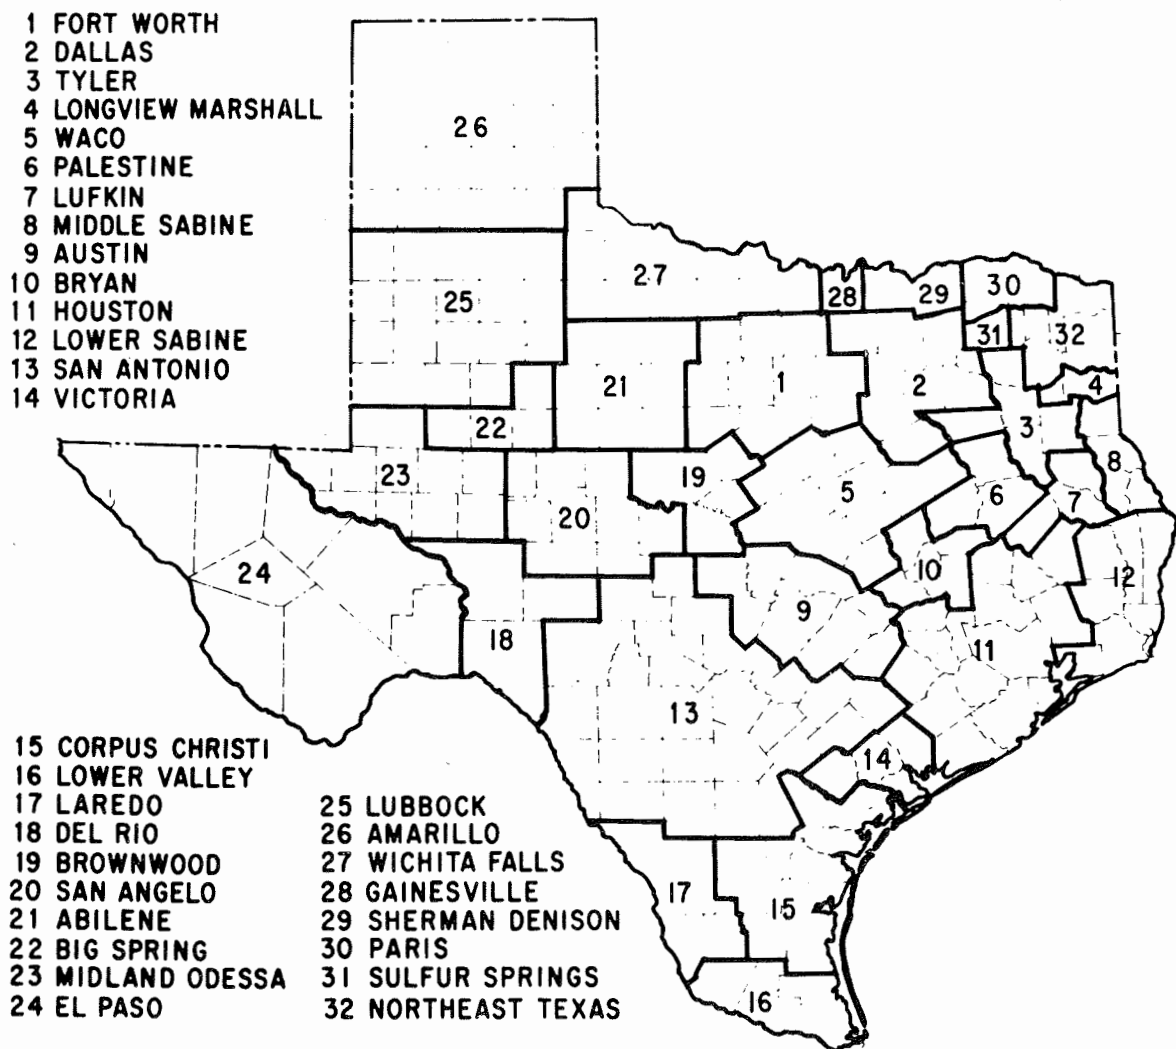 1 FORT WORTH
2 DALLAS
3 TYLER
4 LONGVIEW MARSHALL
5 WACO
6 PALESTINE
7 LUFKIN
8 MIDDLE SABINE
9 AUSTIN
10 BRYAN
11 HOUSTON
12 LOWER SABINE
13 SAN ANTONIO
14 VICTORIA
15 CORPUS CHRISTI
16 LOWER VALLEY
17 LAREDO
18 DEL RIO
19 BROWNWOOD
20 SAN ANGELO
21 ABILENE
22 BIG SPRING
23 MIDLAND ODESSA
24 EL PASO
25 LUBBOCK
26 AMARILLO
27 WICHITA FALLS
28 GAINESVILLE
29 SHERMAN DENISON
30 PARIS
31 SULFUR SPRINGS
32 NORTHEAST TEXAS
26
27
25
28
29
30
31
32
21
1
2
4
22
3
23
19
8
5
6
7
20
24
10
12
9
18
11
13
14
17
15
16